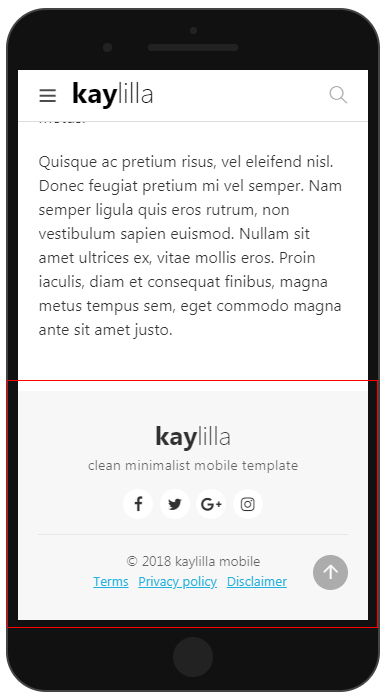 kaylilla
metus.
Quisque ac pretium risus, vel eleifend nisl.
Donec feugiat pretium mi vel semper. Nam
semper ligula quis eros rutrum, non
vestibulum sapien euismod. Nullam sit
amet ultrices ex, vitae mollis eros. Proin
iaculis, diam et consequat finibus, magna
metus tempus sem, eget commodo magna
ante sit amet justo.
kaylilla
clean minimalist mobile template
© 2018 kaylilla mobile
Terms Privacy policy Disclaimer